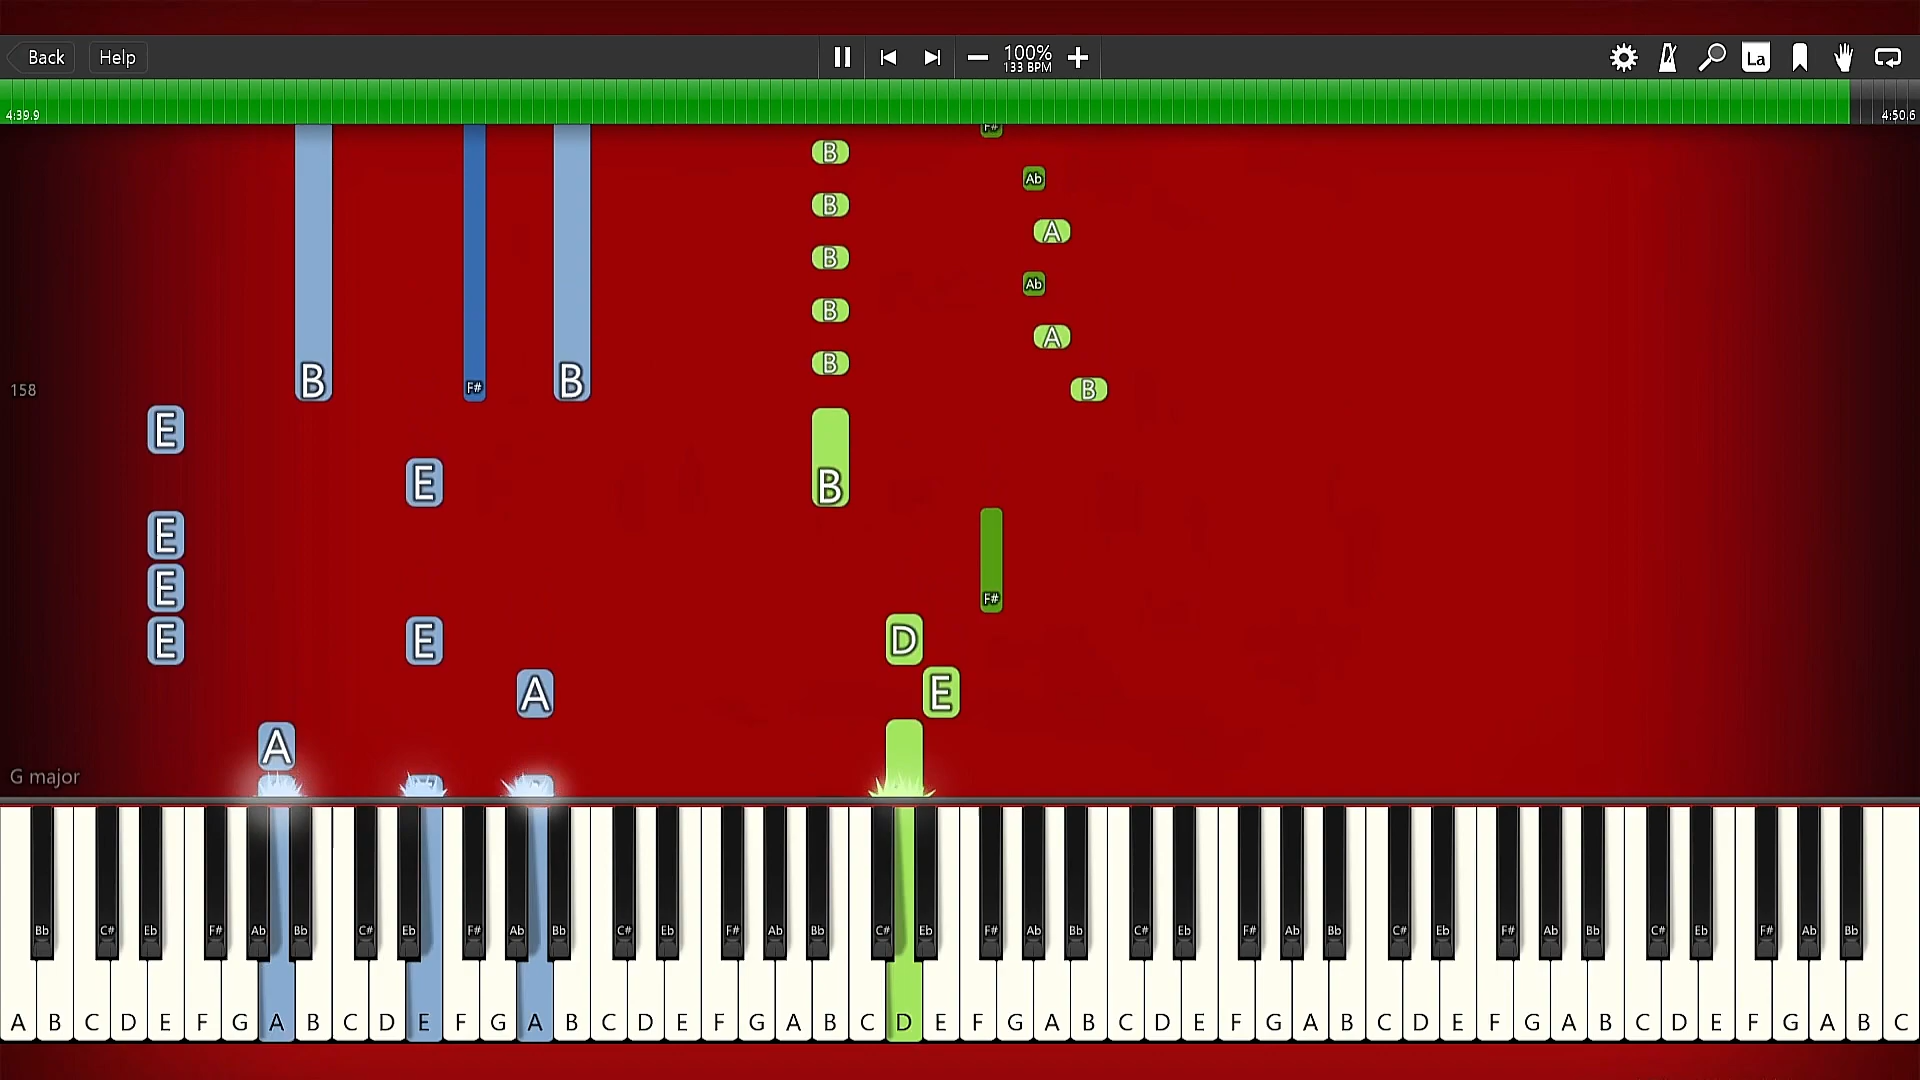 Back Help 100% La
133 BPM
4:39.9 4:50,6
F#
B
Ab
B
A
B
Ab
B
A
B
B F# B
158 B
E
E B
E
E F#
E E D
A E
A
G major
Bb C# Eb F# Ab Bb C# Eb F# Ab Bb C# Eb F# Ab Bb C# Eb F# Ab Bb C# Eb F# Ab Bb C# Eb F# Ab Bb C# Eb F# Ab Bb
A B C D E F G A B C D E F G A B C D E F G A B C D E F G A B C D E F G A B C D E F G A B C D E F G A B C